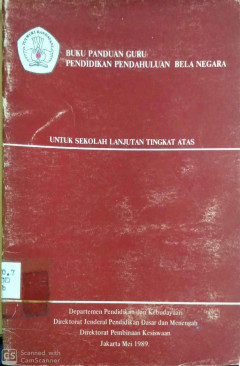 BUKU PANDUAN GURU
PENDIDIKAN PENDAHULUAN BELA NEGARA
UNTUK SEKOLAH LANJUTAN TINGKAT ATAS
Departemen Pendidikan dan Kebudayaan
Direktorat Jenderal Pendidikan Dasar dan Menengah
Direktorat Pembinaan Kesiswaan
Jakarta Mei 1989.
CS Scanned with
CamScanner